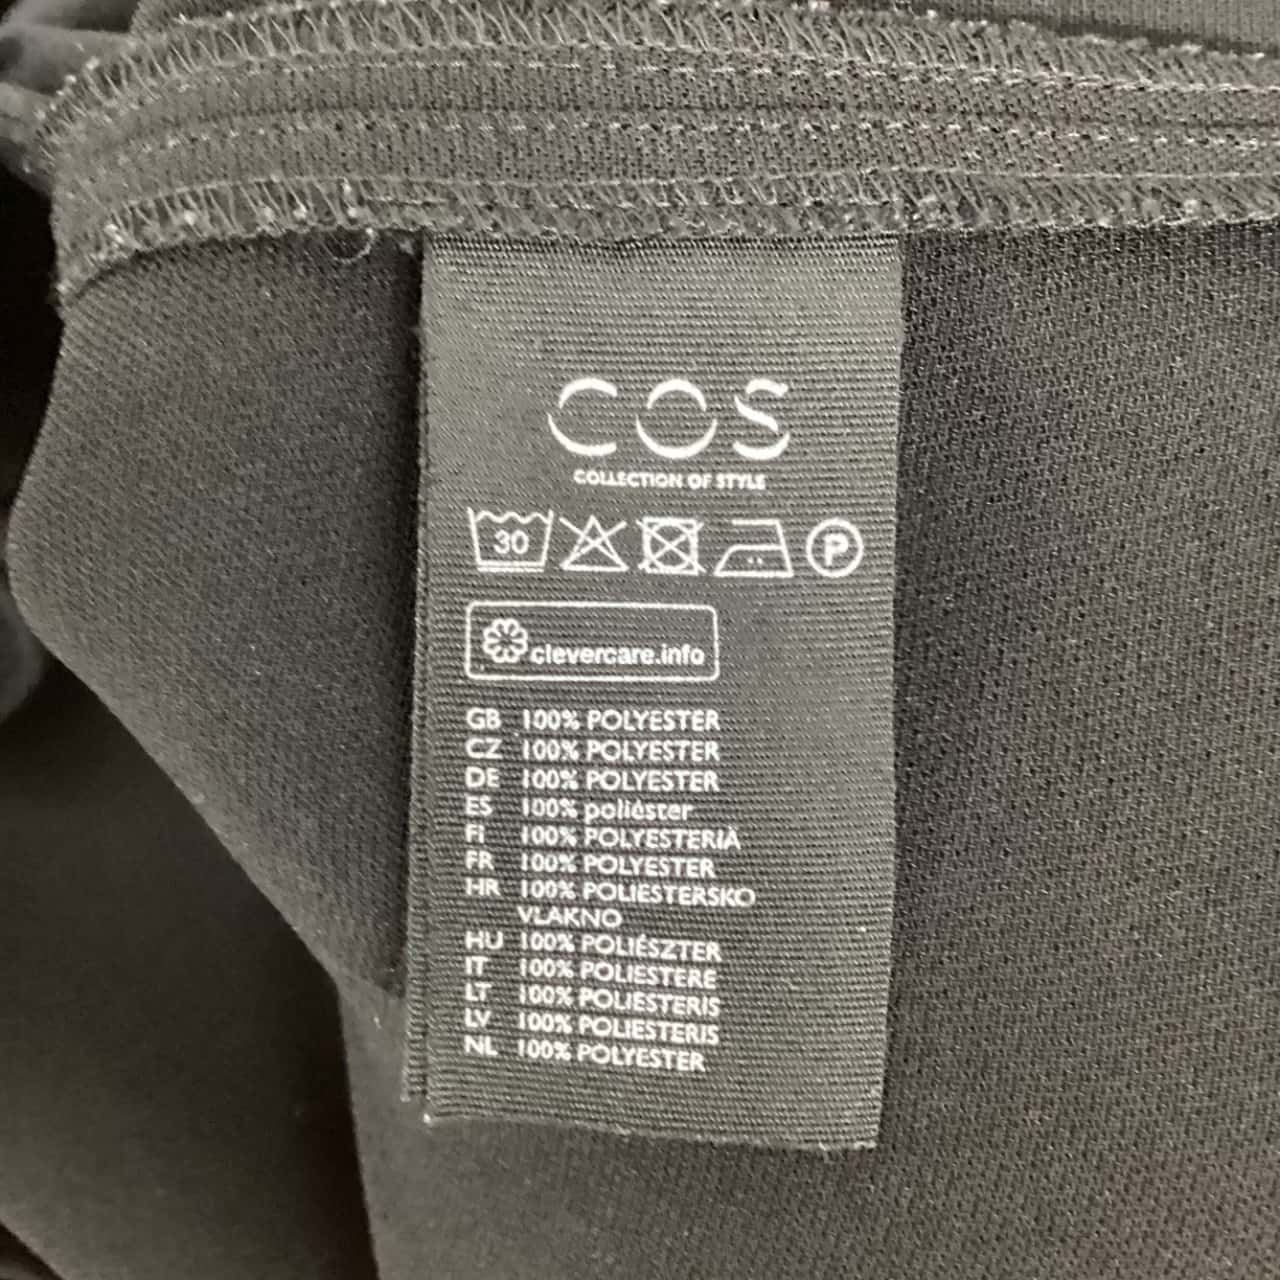 COS
COLLECTION OF STYLE
30 P
clevercare.info
GB 100% POLYESTER
CZ 100% POLYESTER
DE 100% POLYESTER
ES 100% poliéster
FI 100% POLYESTERIÄ
FR 100% POLYESTER
HR 100% POLIESTERSKO
VLAKNO
HU 100% POLIÉSZTER
IT 100% POLIESTERE
LT 100% POLIESTERIS
LV 100% POLIESTERIS
NL 100% POLYESTER